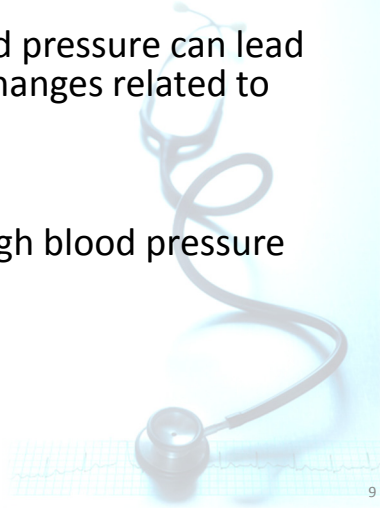 d pressure can lead
hanges related to
gh blood pressure
9